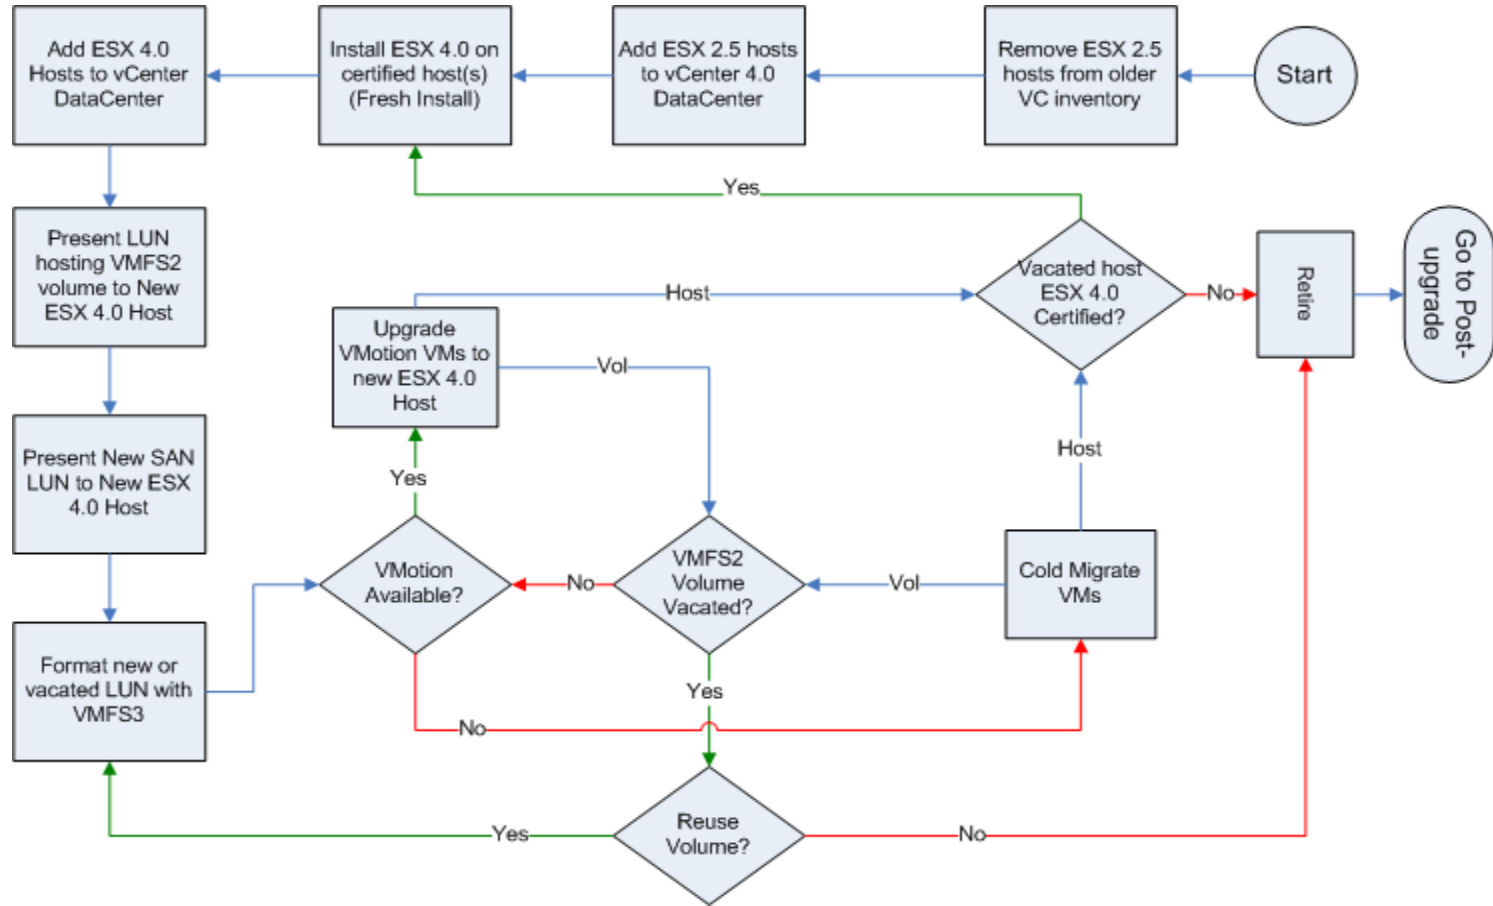 Add ESX 4.0
Hosts to vCenter
DataCenter
Install ESX 4.0 on
certified host(s)
(Fresh Install)
Add ESX 2.5 hosts
to vCenter 4.0
DataCenter
Remove ESX 2.5
hosts from older
VC inventory
Start
Yes
Present LUN
hosting VMFS2
volume to New
ESX 4.0 Host
Host
Vacated host
ESX 4.0
Certified?
No
Retire
Go to Post-
upgrade
Upgrade
VMotion VMs to
new ESX 4.0
Host
Vol
Host
Present New SAN
LUN to New ESX
4.0 Host
Yes
VMotion
Available?
No
VMFS2
Volume
Vacated?
Vol
Cold Migrate
VMs
Format new or
vacated LUN with
VMFS3
Yes
No
Yes
Reuse
Volume?
No